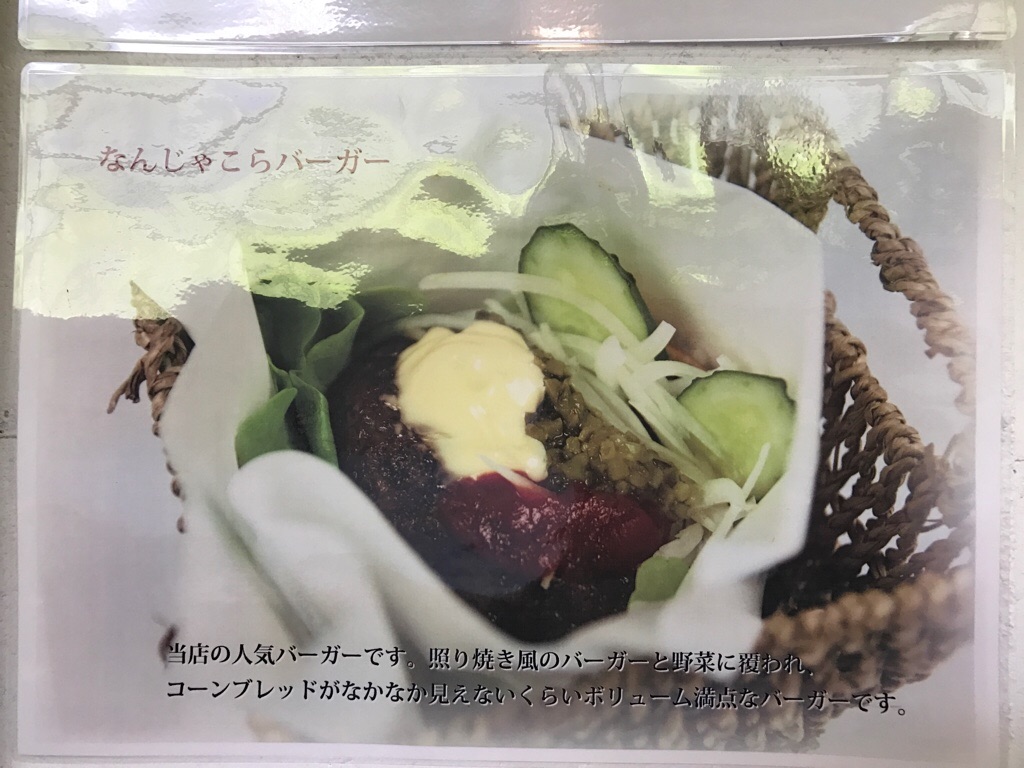 なんじゃこらバーガー
当店の人気バーガーです。照り焼き風のバーガーと野菜に覆われ、
コーンブレッドがなかなか見えないくらいボリューム満点なバーガーです。